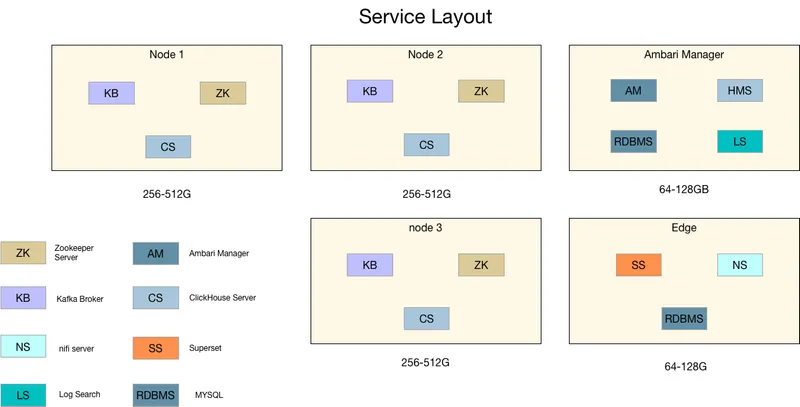 Service Layout
Node 1
KB
ZK
CS
256-512G
Node 2
KB
ZK
CS
256-512G
Ambari Manager
AM
HMS
RDBMS
LS
64-128GB
node 3
KB
ZK
CS
256-512G
Edge
SS
NS
RDBMS
64-128G
ZK
Zookeeper
Server
AM
Ambari Manager
KB
Kafka Broker
CS
ClickHouse Server
NS
nifi server
SS
Superset
LS
Log Search
RDBMS
MYSQL